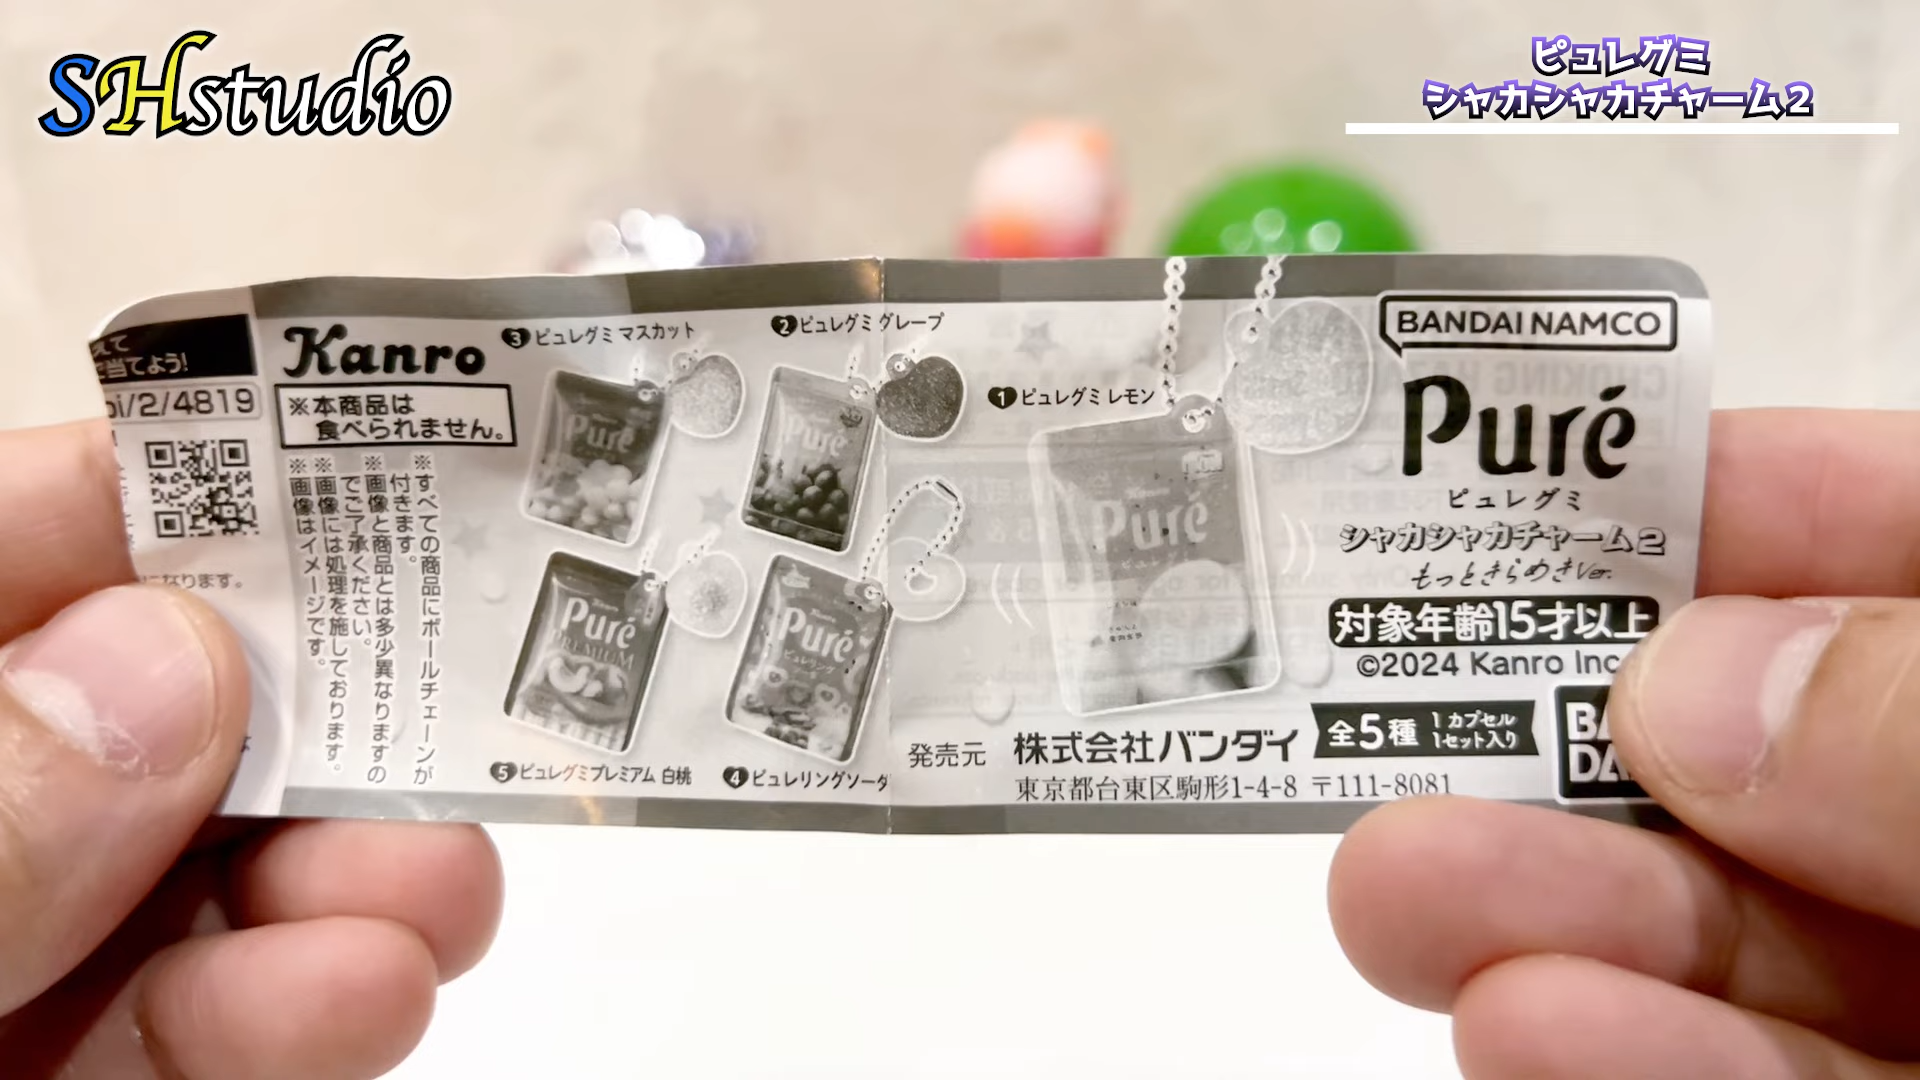 SHstudio
ピュレグミ
シャカシャカチャーム2
当てよう!
/2/4819
になります。
Kanro
※本商品は
食べられません。
※すべての商品にボールチェーンが
付きます。
※画像と商品とは多少異なりますの
でご了承ください。
※画像には処理を施しております。
※画像はイメージです。
3 ピュレグミ マスカット
2 ピュレグミ グレープ
1 ピュレグミ レモン
5 ピュレグミプレミアム 白桃
4 ピュレリングソーダ
Puré
Puré
Puré
Puré
PREMIUM
Puré
ピュレリング
BANDAI NAMCO
Puré
ピュレグミ
シャカシャカチャーム2
もっときらめきVer.
対象年齢15才以上
©2024 Kanro Inc
全5種 1カプセル
1セット入り
発売元 株式会社バンダイ
東京都台東区駒形1-4-8 〒111-8081